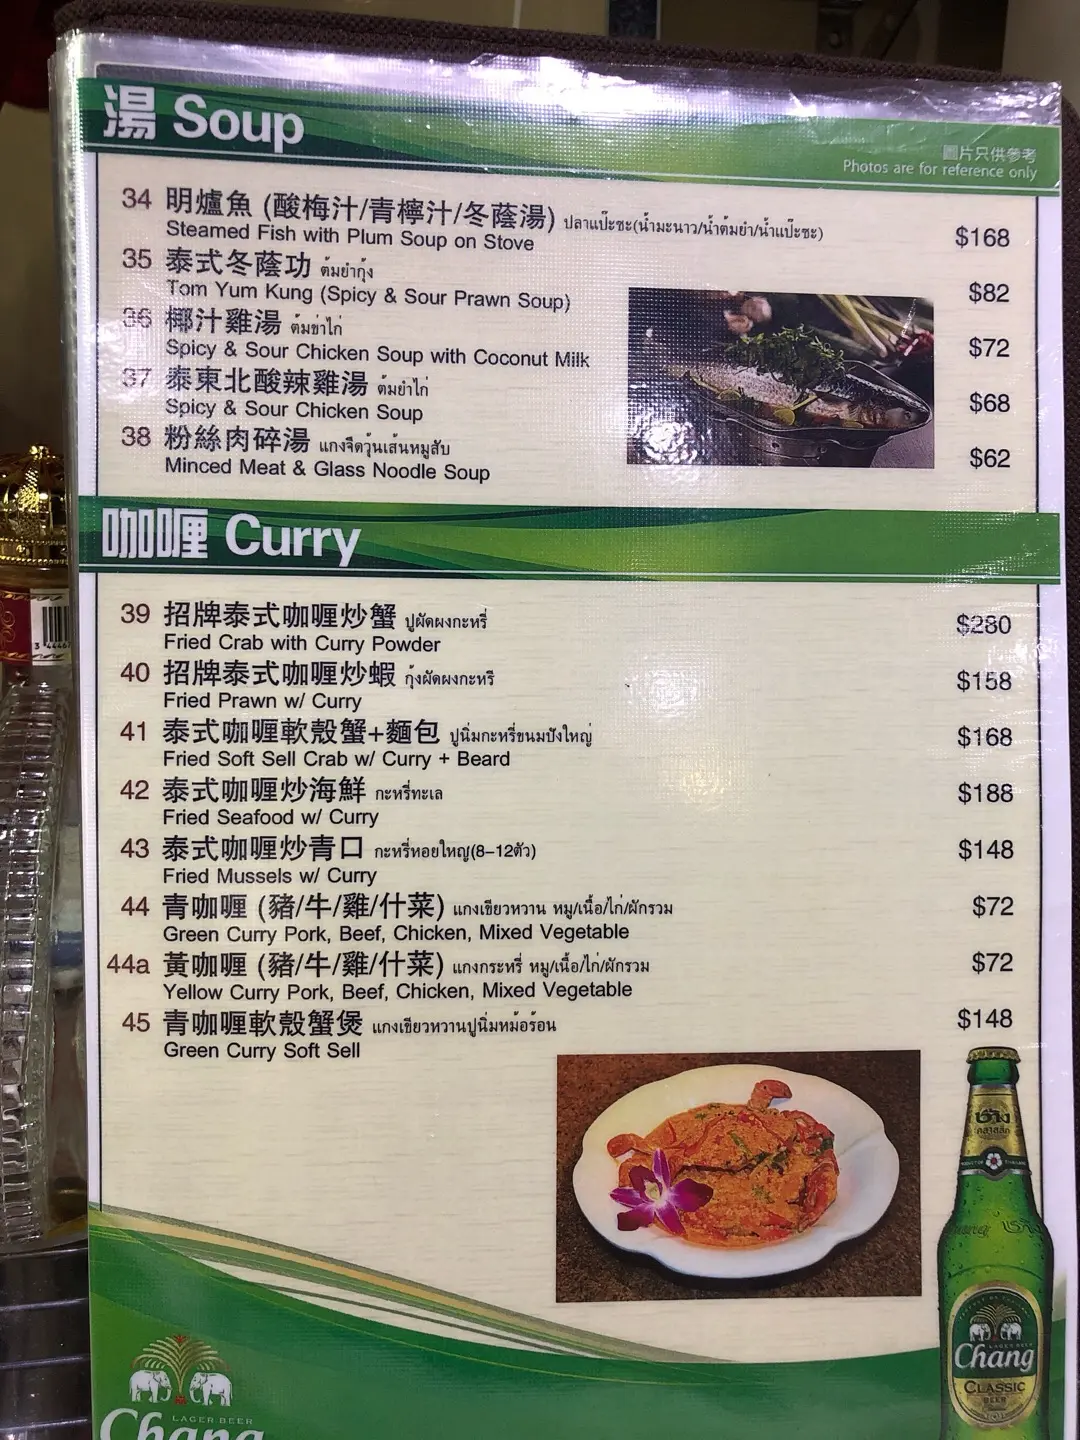 湯 Soup
圖片只供參考
Photos are for reference only
34 明爐魚 (酸梅汁/青檸汁/冬蔭湯) ปลาแป๊ะซะ(น้ำมะนาว/น้ำต้มยำ/น้ำแป๊ะซะ)
Steamed Fish with Plum Soup on Stove $168
35 泰式冬蔭功 ต้มยำกุ้ง
Tom Yum Kung (Spicy & Sour Prawn Soup) $82
36 椰汁雞湯 ต้มข่าไก่
Spicy & Sour Chicken Soup with Coconut Milk $72
37 泰東北酸辣雞湯 ต้มยำไก่
Spicy & Sour Chicken Soup $68
38 粉絲肉碎湯 แกงจืดวุ้นเส้นหมูสับ
Minced Meat & Glass Noodle Soup $62
咖喱 Curry
39 招牌泰式咖喱炒蟹 ปูผัดผงกะหรี่ $280
Fried Crab with Curry Powder
40 招牌泰式咖喱炒蝦 กุ้งผัดผงกะหรี่ $158
Fried Prawn w/ Curry
41 泰式咖喱軟殼蟹+麵包 ปูนิ่มกะหรี่ขนมปังใหญ่ $168
Fried Soft Sell Crab w/ Curry + Beard
42 泰式咖喱炒海鮮 กะหรี่ทะเล $188
Fried Seafood w/ Curry
43 泰式咖喱炒青口 กะหรี่หอยใหญ่(8-12ตัว) $148
Fried Mussels w/ Curry
44 青咖喱 (豬/牛/雞/什菜) แกงเขียวหวาน หมู/เนื้อ/ไก่/ผักรวม $72
Green Curry Pork, Beef, Chicken, Mixed Vegetable
44a 黃咖喱 (豬/牛/雞/什菜) แกงกระหรี่ หมู/เนื้อ/ไก่/ผักรวม $72
Yellow Curry Pork, Beef, Chicken, Mixed Vegetable
45 青咖喱軟殼蟹煲 แกงเขียวหวานปูนิ่มหม้อร้อน $148
Green Curry Soft Sell
ช้าง
คลาสสิก
PRODUCT OF THAILAND
LAGER BEER
Chang
CLASSIC
BEER
LAGER BEER
Chang